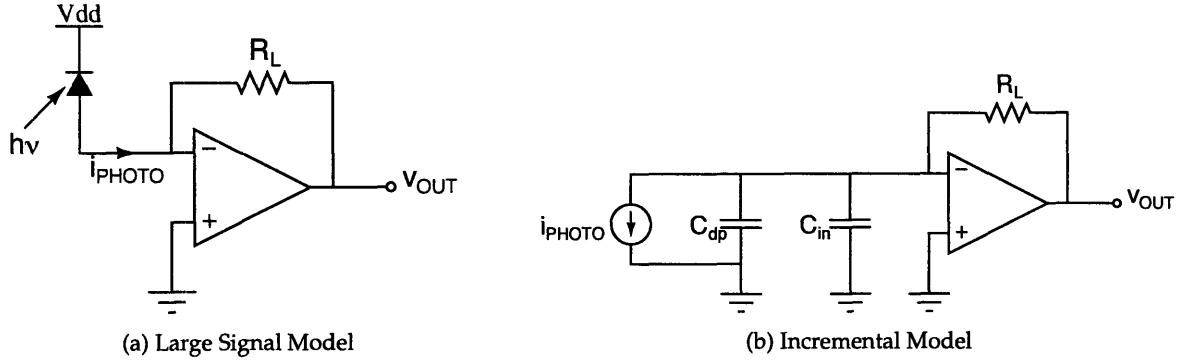 Vdd
R_L
hν
i_PHOTO
−
+
v_OUT
(a) Large Signal Model
R_L
i_PHOTO
C_dp
C_in
−
+
v_OUT
(b) Incremental Model